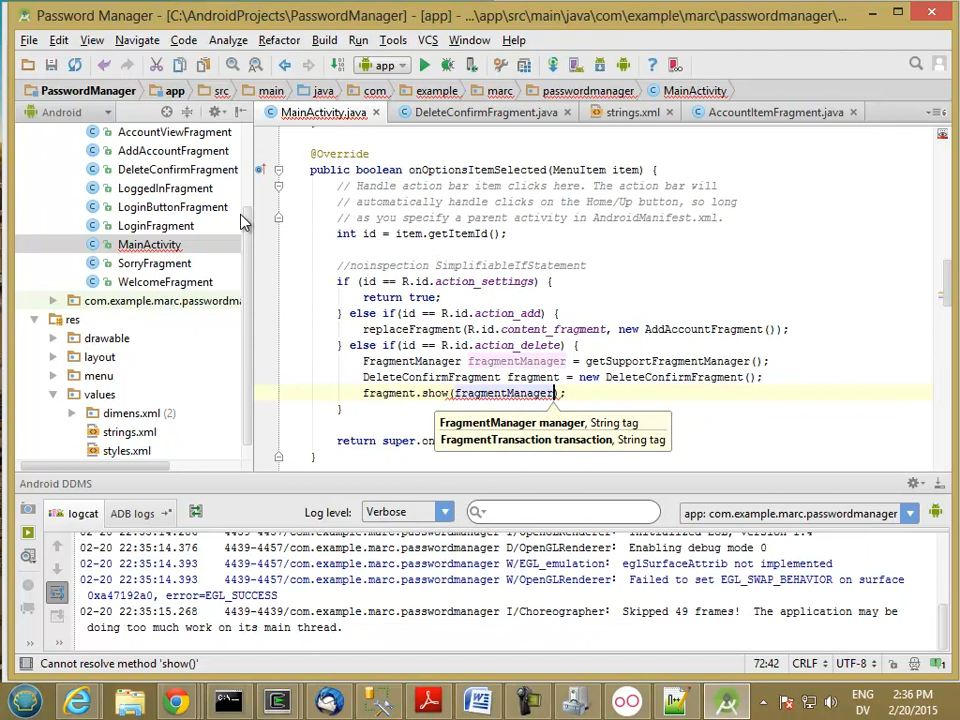 Password Manager - [C:\AndroidProjects\PasswordManager] - [app] - ...\app\src\main\java\com\example\marc\passwordmanager\...
File Edit View Navigate Code Analyze Refactor Build Run Tools VCS Window Help
app
PasswordManager app src main java com example marc passwordmanager MainActivity
Android
MainActivity.java DeleteConfirmFragment.java strings.xml AccountItemFragment.java
AccountViewFragment
AddAccountFragment
DeleteConfirmFragment
LoggedInFragment
LoginButtonFragment
LoginFragment
MainActivity
SorryFragment
WelcomeFragment
com.example.marc.passwordma
res
drawable
layout
menu
values
dimens.xml (2)
strings.xml
styles.xml
@Override
public boolean onOptionsItemSelected(MenuItem item) {
// Handle action bar item clicks here. The action bar will
// automatically handle clicks on the Home/Up button, so long
// as you specify a parent activity in AndroidManifest.xml.
int id = item.getItemId();
//noinspection SimplifiableIfStatement
if (id == R.id.action_settings) {
return true;
} else if(id == R.id.action_add) {
replaceFragment(R.id.content_fragment, new AddAccountFragment());
} else if(id == R.id.action_delete) {
FragmentManager fragmentManager = getSupportFragmentManager();
DeleteConfirmFragment fragment = new DeleteConfirmFragment();
fragment.show(fragmentManager);
}
FragmentManager manager, String tag
FragmentTransaction transaction, String tag
return super.on
}
Android DDMS
logcat ADB logs Log level: Verbose app: com.example.marc.passwordmanager
02-20 22:35:14.376 4439-4457/com.example.marc.passwordmanager D/OpenGLRenderer: Enabling debug mode 0
02-20 22:35:14.393 4439-4457/com.example.marc.passwordmanager W/EGL_emulation: eglSurfaceAttrib not implemented
02-20 22:35:14.393 4439-4457/com.example.marc.passwordmanager W/OpenGLRenderer: Failed to set EGL_SWAP_BEHAVIOR on surface
0xa47192a0, error=EGL_SUCCESS
02-20 22:35:15.268 4439-4439/com.example.marc.passwordmanager I/Choreographer: Skipped 49 frames! The application may be
doing too much work on its main thread.
Cannot resolve method 'show()' 72:42 CRLF UTF-8
ENG 2:36 PM
DV 2/20/2015